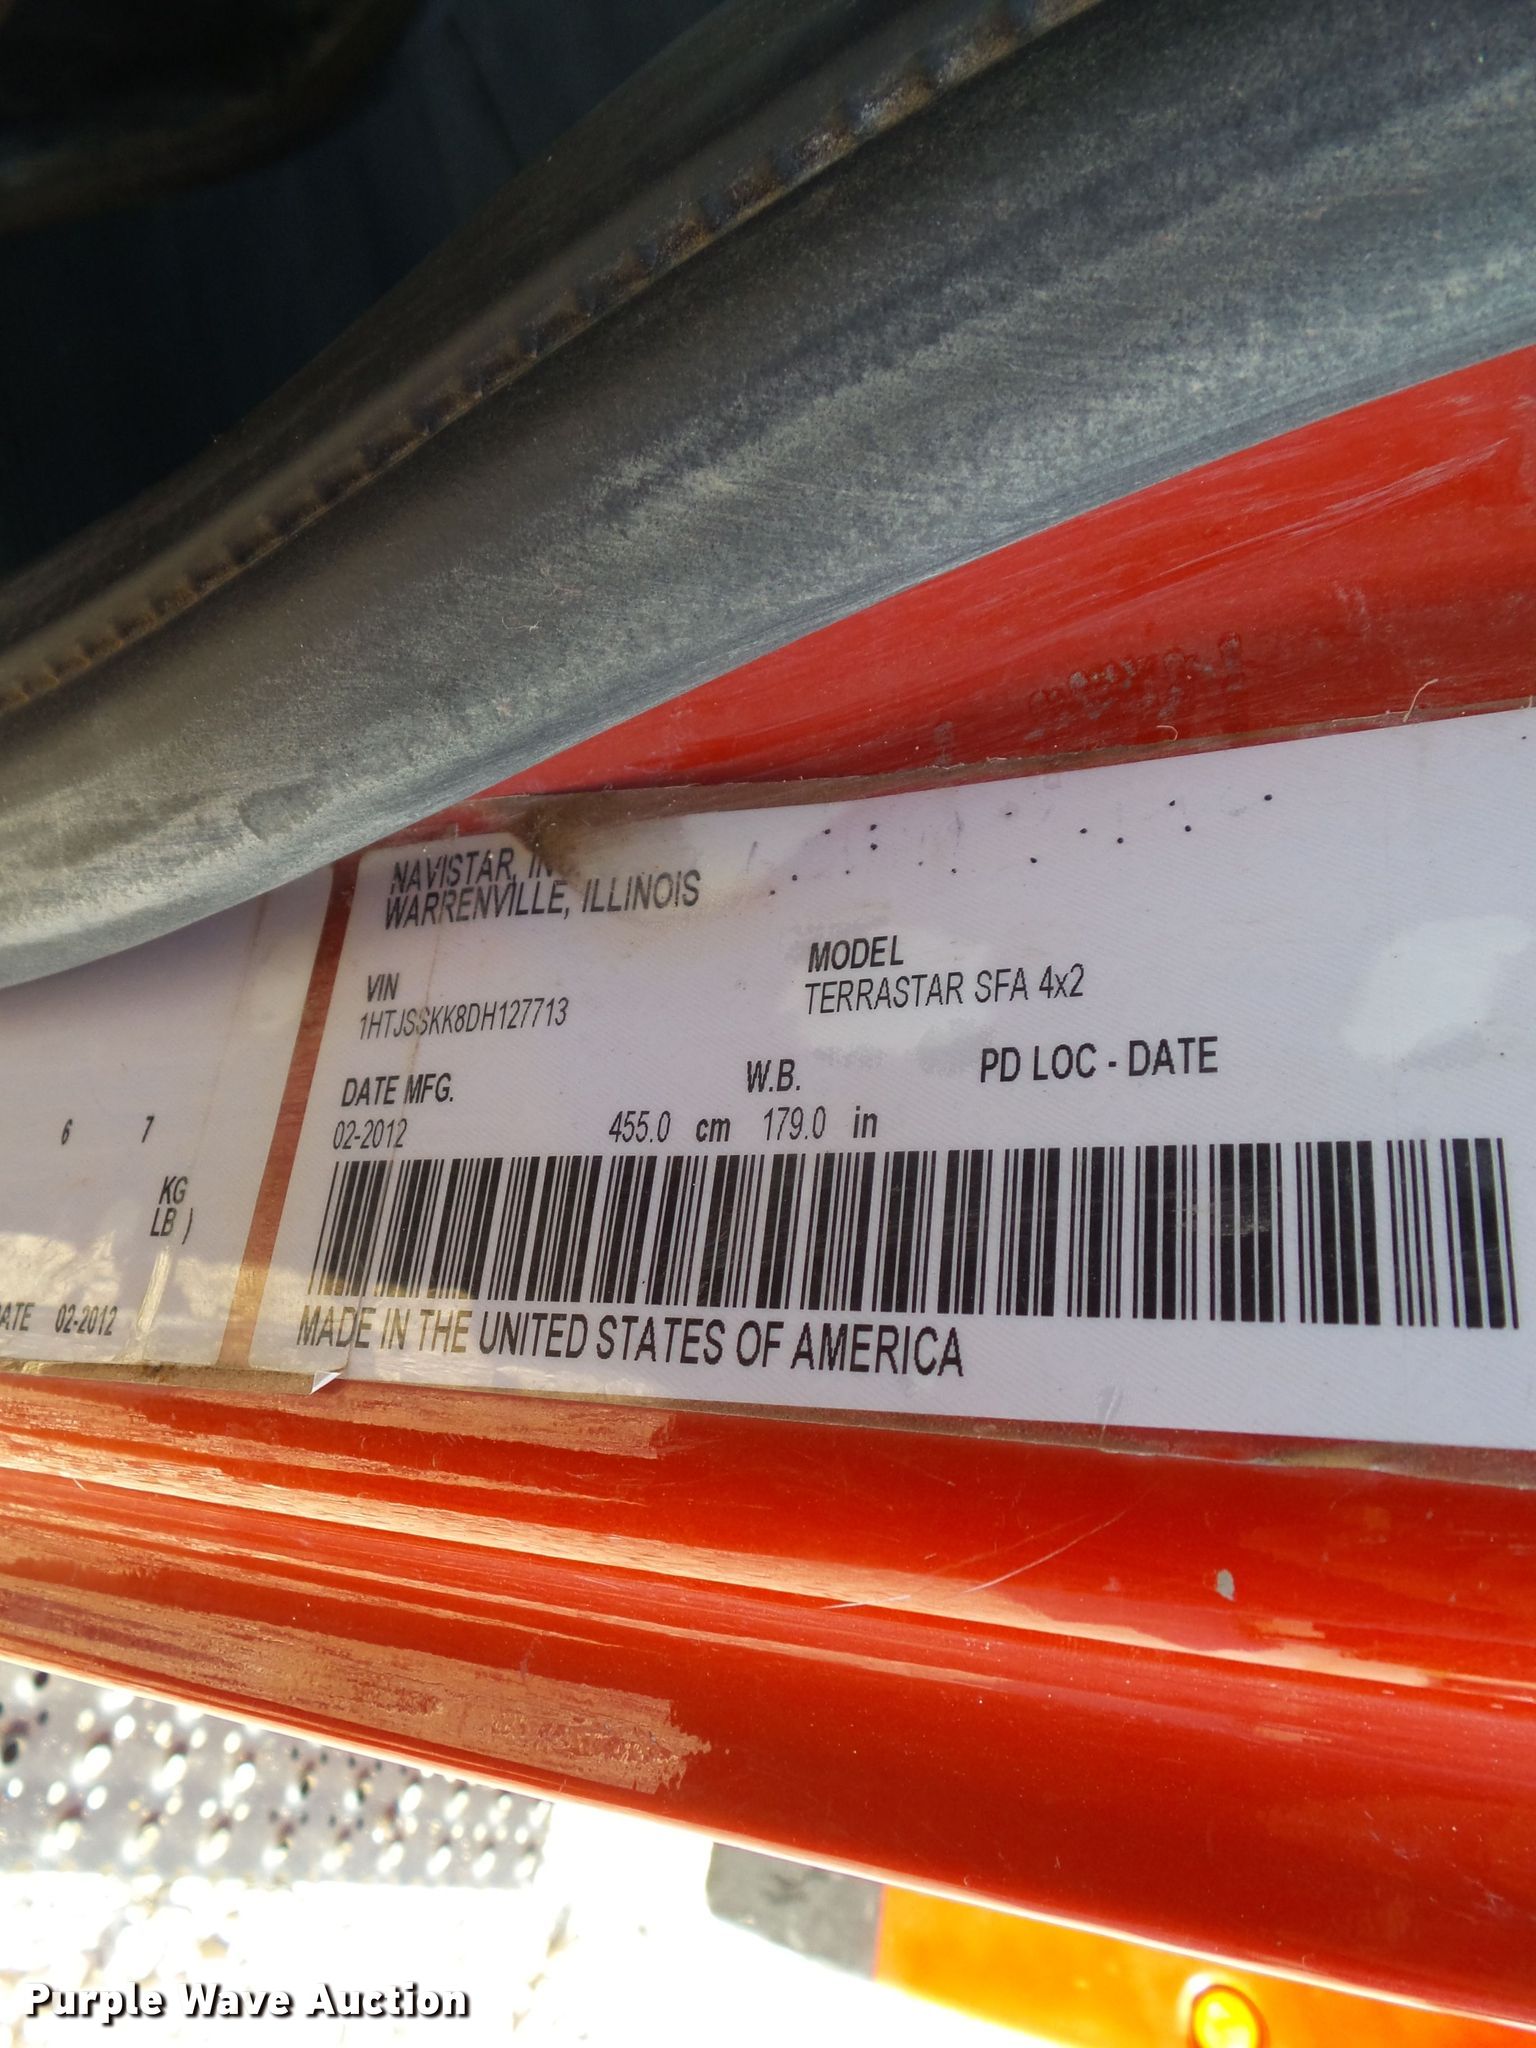 NAVISTAR,
WARRENVILLE, ILLINOIS
VIN
1HTJSSKK8DH127713
MODEL
TERRASTAR SFA 4x2
DATE MFG.
02-2012
W.B.
455.0 cm 179.0 in
PD LOC - DATE
MADE IN THE UNITED STATES OF AMERICA
6 7
KG
LB )
02-2012
Purple Wave Auction